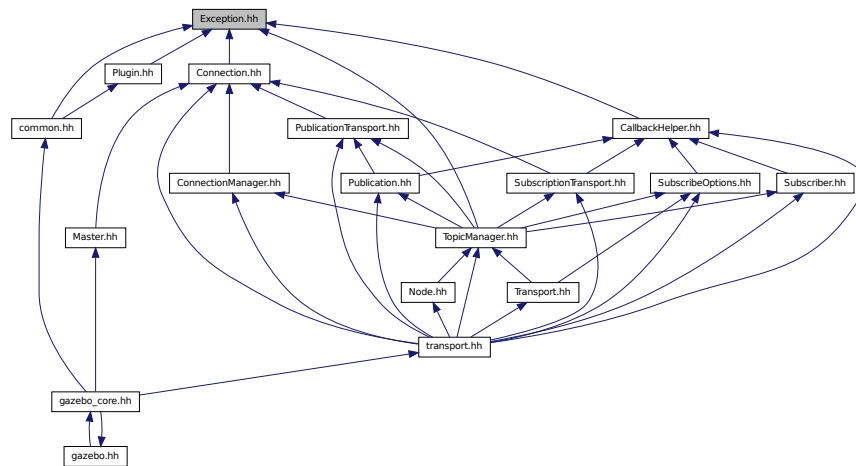 Exception.hh
Plugin.hh
Connection.hh
common.hh
PublicationTransport.hh
CallbackHelper.hh
ConnectionManager.hh
Publication.hh
SubscriptionTransport.hh
SubscribeOptions.hh
Subscriber.hh
Master.hh
TopicManager.hh
Node.hh
Transport.hh
transport.hh
gazebo_core.hh
gazebo.hh